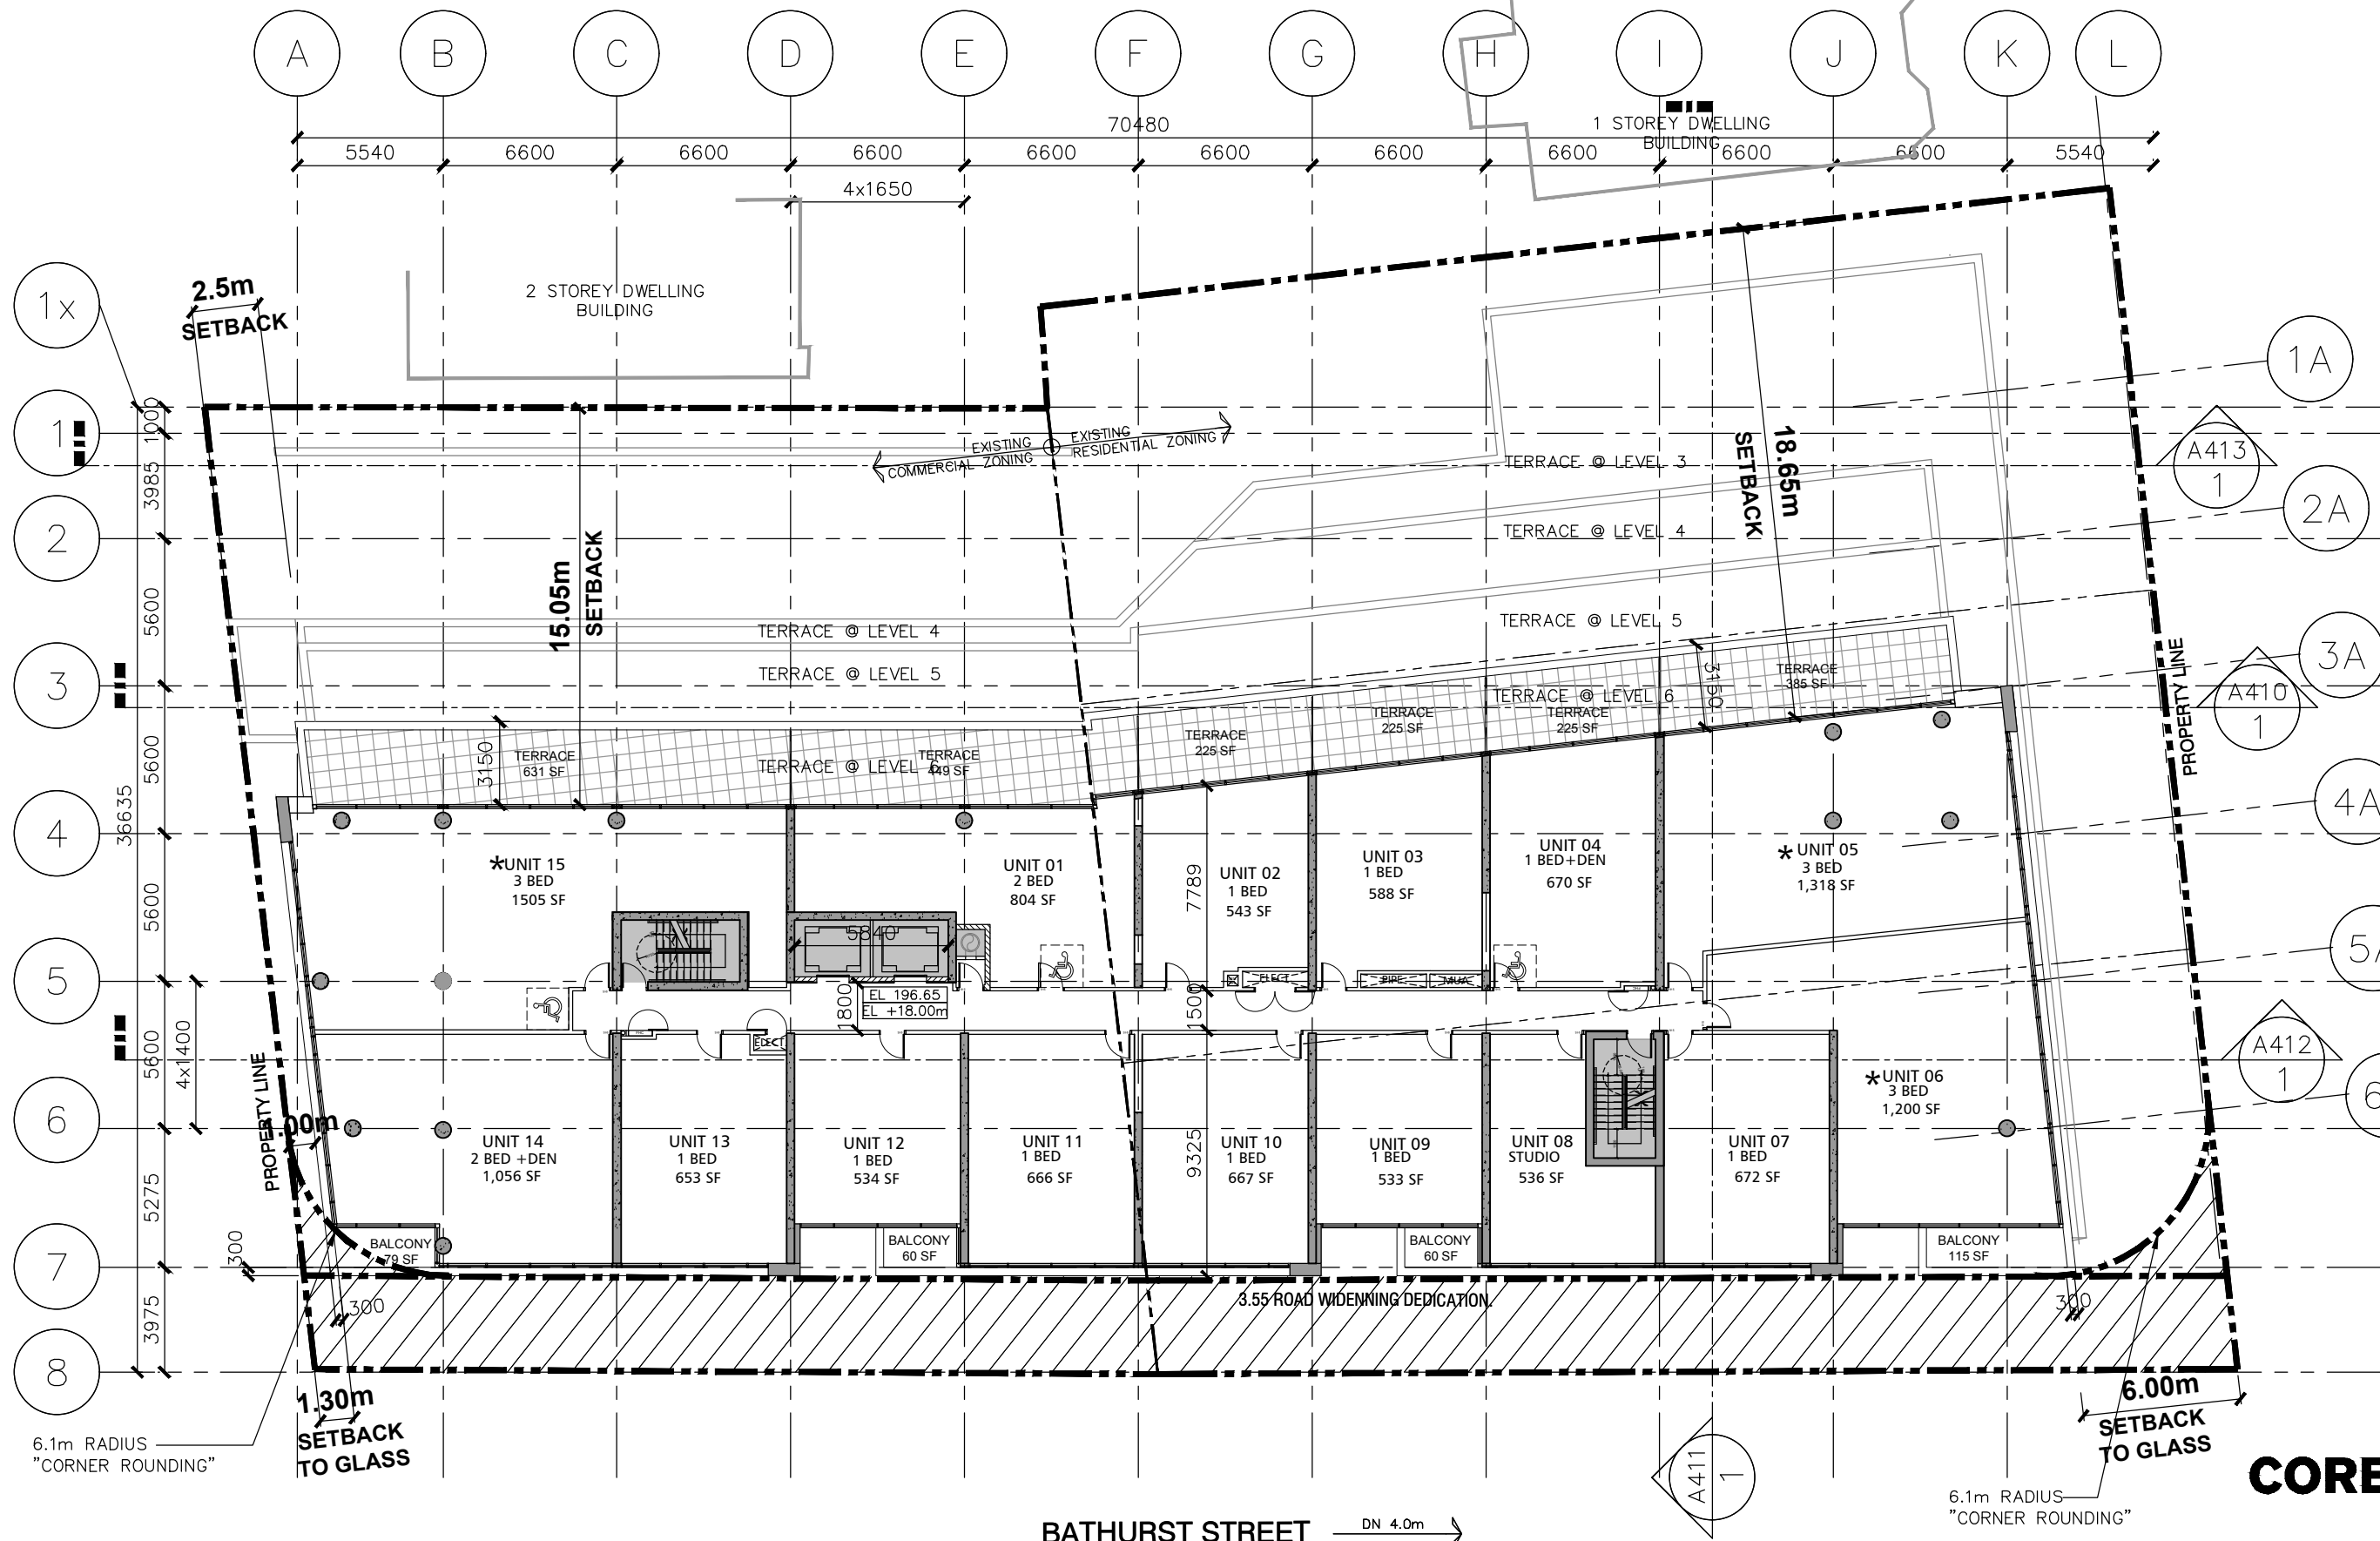 A B C D E F G H I J K L
70480
5540 6600 6600 6600 6600 6600 6600 6600 6600 6600 5540
4x1650
1 STOREY DWELLING
BUILDING
2 STOREY DWELLING
BUILDING
2.5m
SETBACK
1x
1
2
3
4
5
6
7
8
1A
2A
3A
4A
1000
3985
5600
5600
5600
5600
5275
3975
36635
4x1400
300
EXISTING
COMMERCIAL ZONING
EXISTING
RESIDENTIAL ZONING
15.05m
SETBACK
18.65m
SETBACK
TERRACE @ LEVEL 3
TERRACE @ LEVEL 4
TERRACE @ LEVEL 5
TERRACE @ LEVEL 6
TERRACE @ LEVEL 4
TERRACE @ LEVEL 5
TERRACE @ LEVEL
A413
1
A410
1
A412
1
A411
1
PROPERTY LINE
PROPERTY LINE
3150
3150
TERRACE
631 SF
TERRACE
449 SF
TERRACE
225 SF
TERRACE
225 SF
TERRACE
225 SF
TERRACE
385 SF
*UNIT 15
3 BED
1505 SF
UNIT 01
2 BED
804 SF
UNIT 02
1 BED
543 SF
UNIT 03
1 BED
588 SF
UNIT 04
1 BED+DEN
670 SF
*UNIT 05
3 BED
1,318 SF
7789
5840
1800
1500
9325
EL 196.65
EL +18.00m
ELECT
PIPE
MUA
ELECT
*UNIT 06
3 BED
1,200 SF
UNIT 14
2 BED +DEN
1,056 SF
UNIT 13
1 BED
653 SF
UNIT 12
1 BED
534 SF
UNIT 11
1 BED
666 SF
UNIT 10
1 BED
667 SF
UNIT 09
1 BED
533 SF
UNIT 08
STUDIO
536 SF
UNIT 07
1 BED
672 SF
BALCONY
79 SF
BALCONY
60 SF
BALCONY
60 SF
BALCONY
115 SF
3.55 ROAD WIDENNING DEDICATION.
300
300
1.30m
SETBACK
TO GLASS
6.00m
SETBACK
TO GLASS
6.1m RADIUS
"CORNER ROUNDING"
6.1m RADIUS
"CORNER ROUNDING"
BATHURST STREET
DN 4.0m